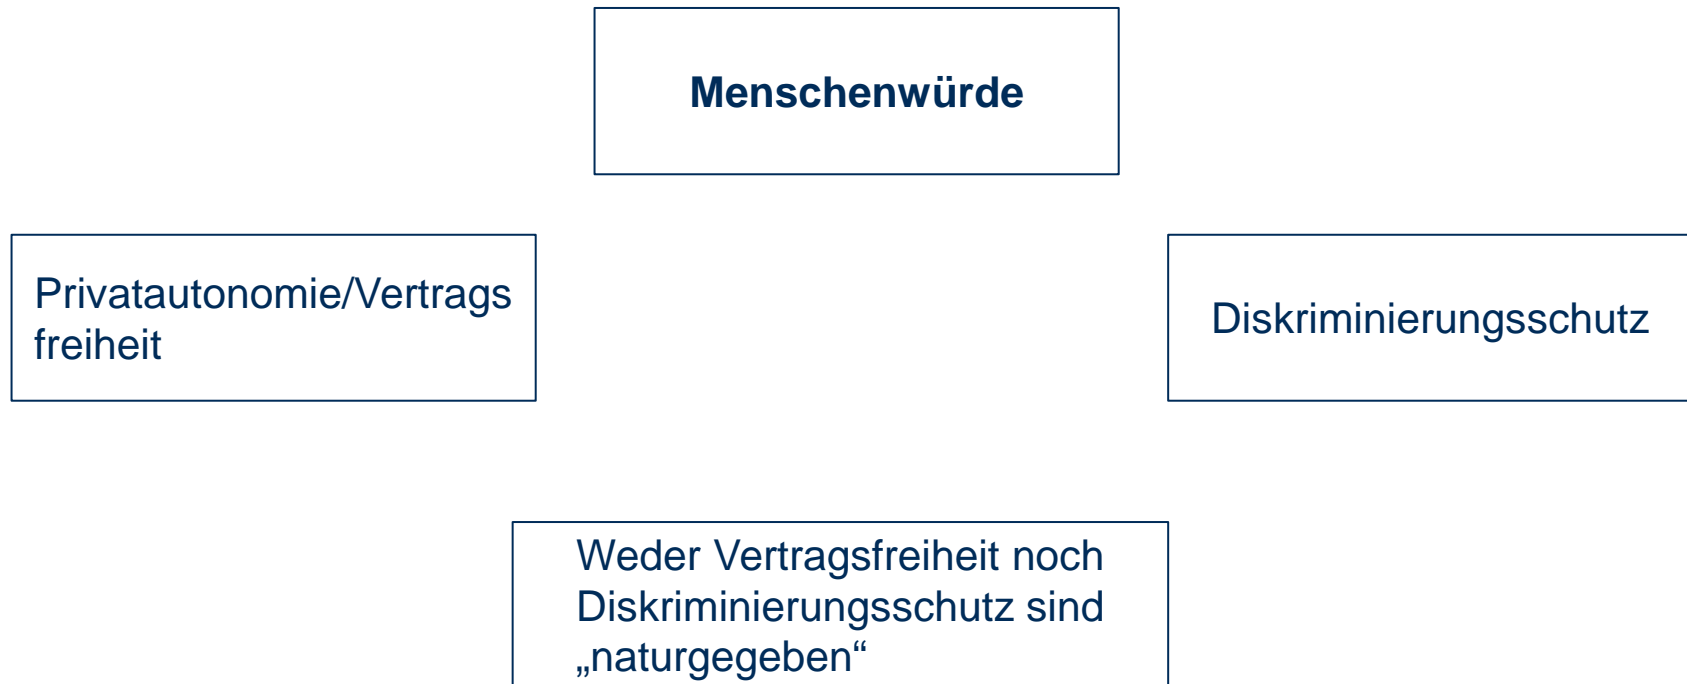 Menschenwürde
Privatautonomie/Vertrags
freiheit
Diskriminierungsschutz
Weder Vertragsfreiheit noch
Diskriminierungsschutz sind
„naturgegeben“